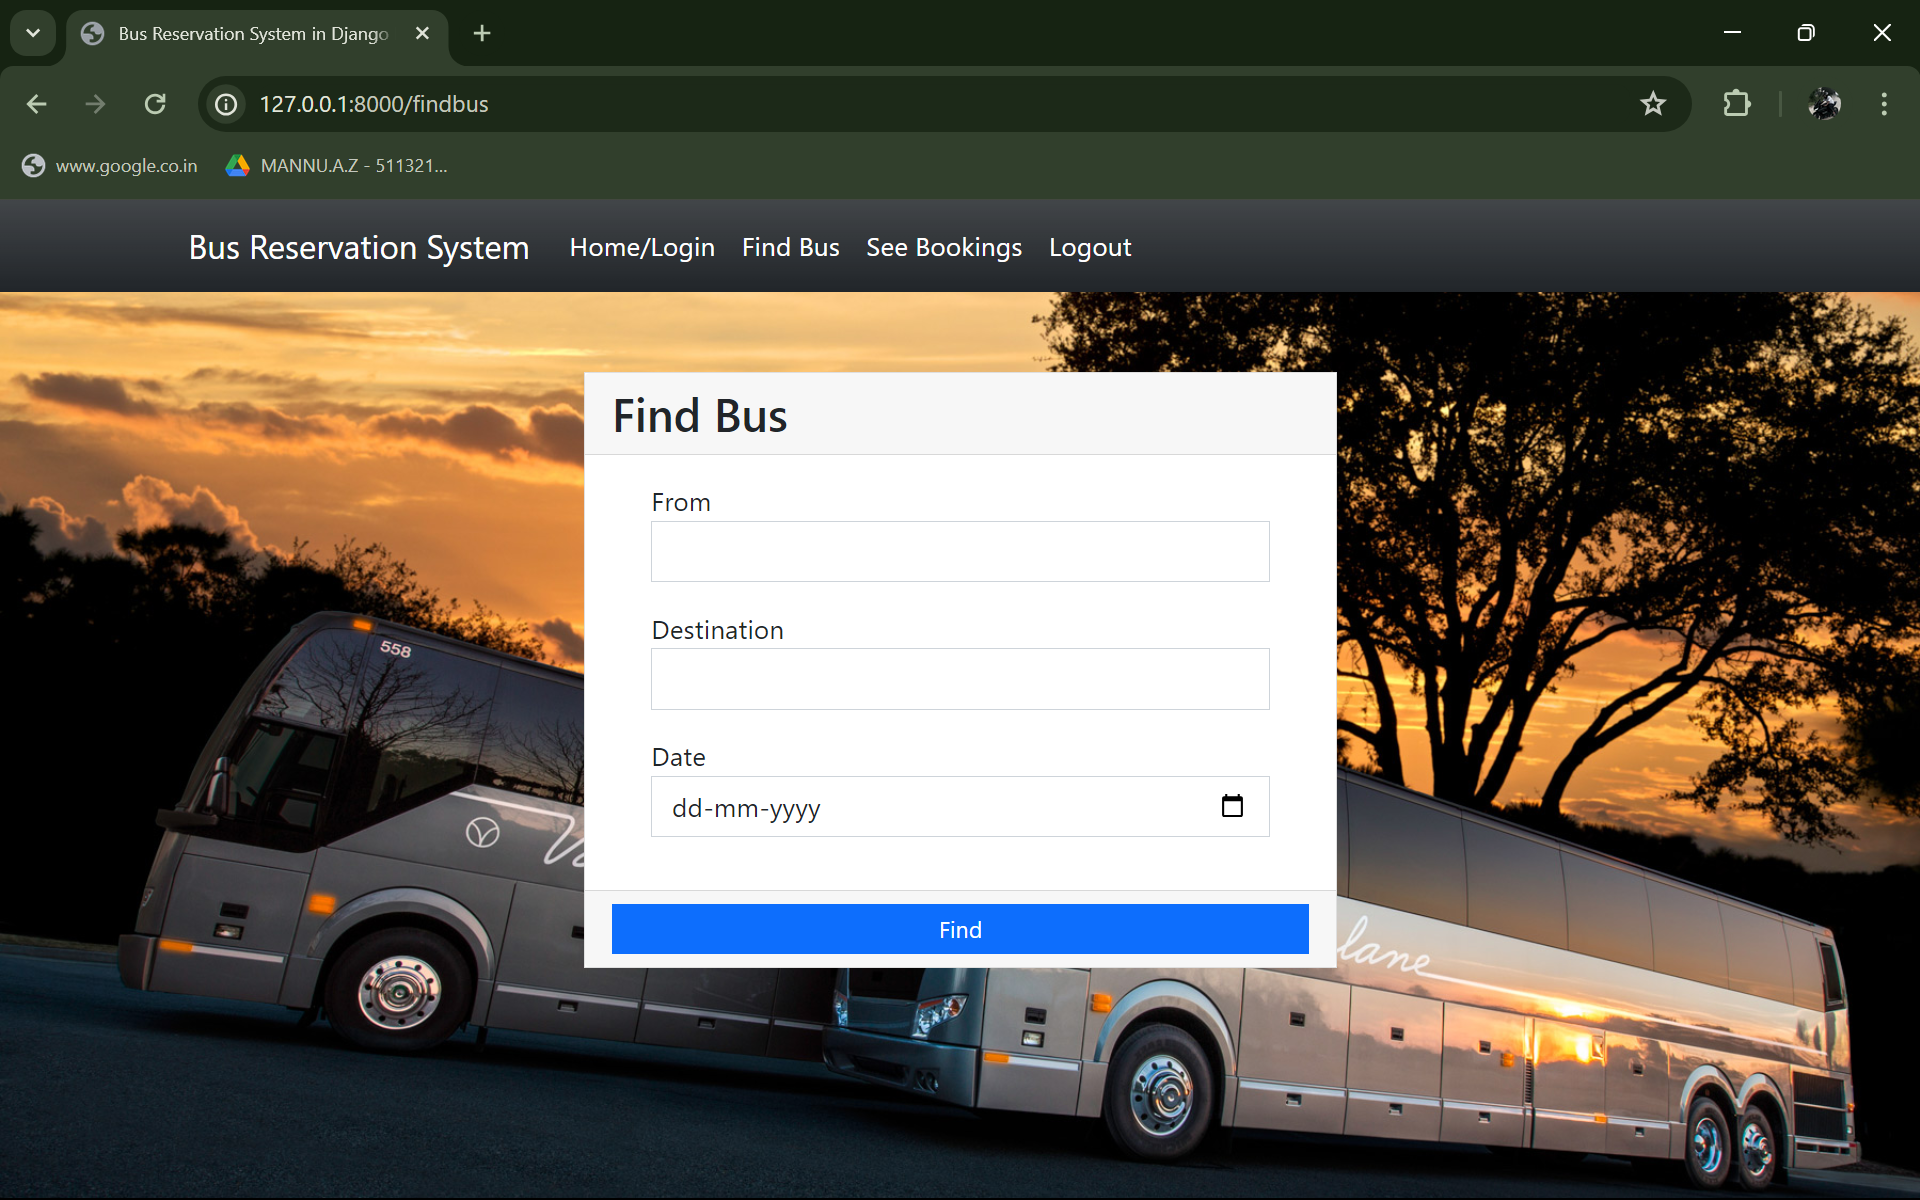 Bus Reservation System in Django
127.0.0.1:8000/findbus
www.google.co.in
MANNU.A.Z - 511321...
Bus Reservation System
Home/Login
Find Bus
See Bookings
Logout
Find Bus
From
Destination
Date
dd-mm-yyyy
Find
558
lane